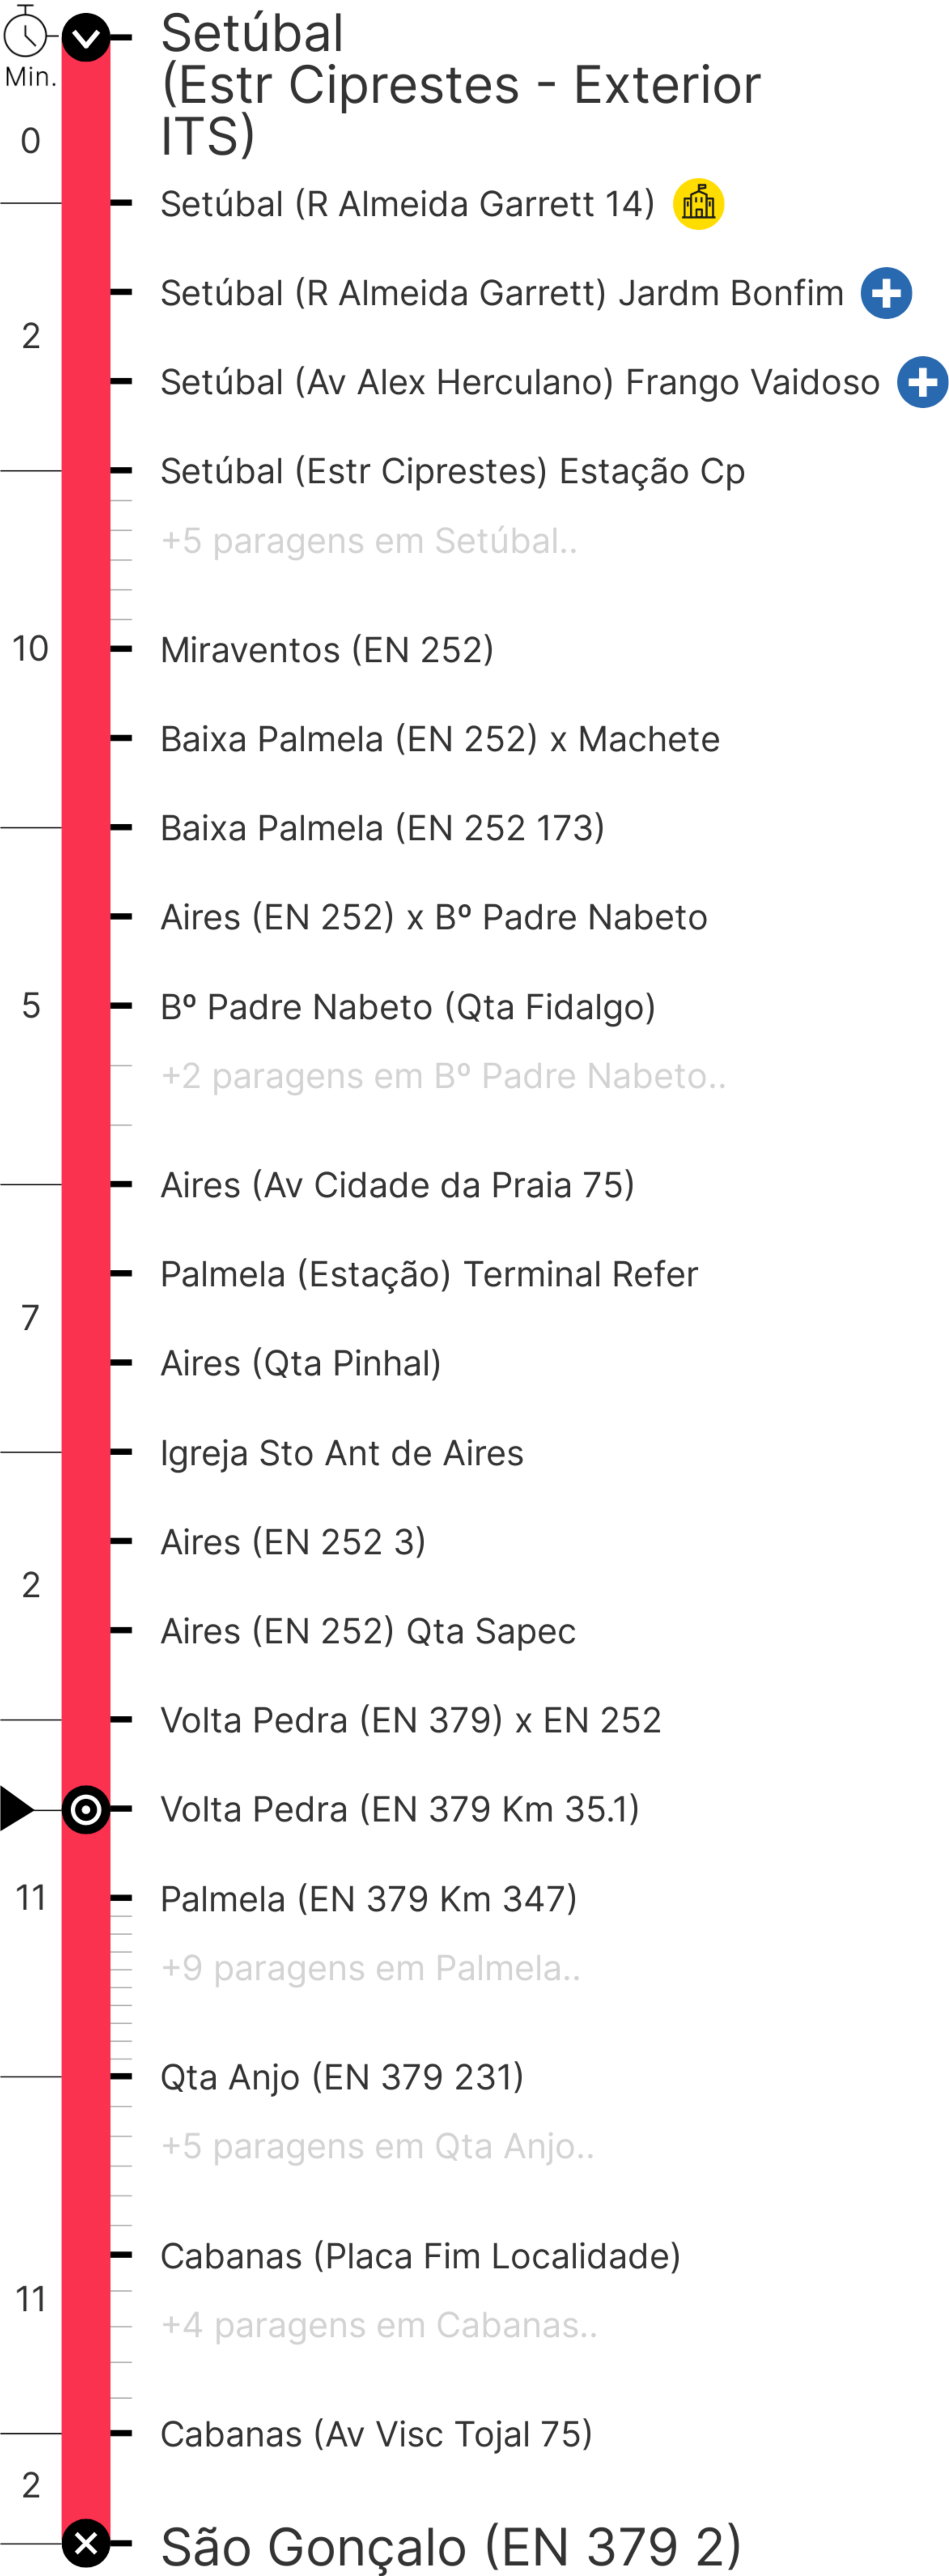 Min.
Setúbal
(Estr Ciprestes - Exterior
ITS)
0
Setúbal (R Almeida Garrett 14)
Setúbal (R Almeida Garrett) Jardm Bonfim
2
Setúbal (Av Alex Herculano) Frango Vaidoso
Setúbal (Estr Ciprestes) Estação Cp
+5 paragens em Setúbal..
10
Miraventos (EN 252)
Baixa Palmela (EN 252) x Machete
Baixa Palmela (EN 252 173)
Aires (EN 252) x Bº Padre Nabeto
5
Bº Padre Nabeto (Qta Fidalgo)
+2 paragens em Bº Padre Nabeto..
Aires (Av Cidade da Praia 75)
Palmela (Estação) Terminal Refer
7
Aires (Qta Pinhal)
Igreja Sto Ant de Aires
Aires (EN 252 3)
2
Aires (EN 252) Qta Sapec
Volta Pedra (EN 379) x EN 252
Volta Pedra (EN 379 Km 35.1)
11
Palmela (EN 379 Km 347)
+9 paragens em Palmela..
Qta Anjo (EN 379 231)
+5 paragens em Qta Anjo..
Cabanas (Placa Fim Localidade)
11
+4 paragens em Cabanas..
Cabanas (Av Visc Tojal 75)
2
São Gonçalo (EN 379 2)